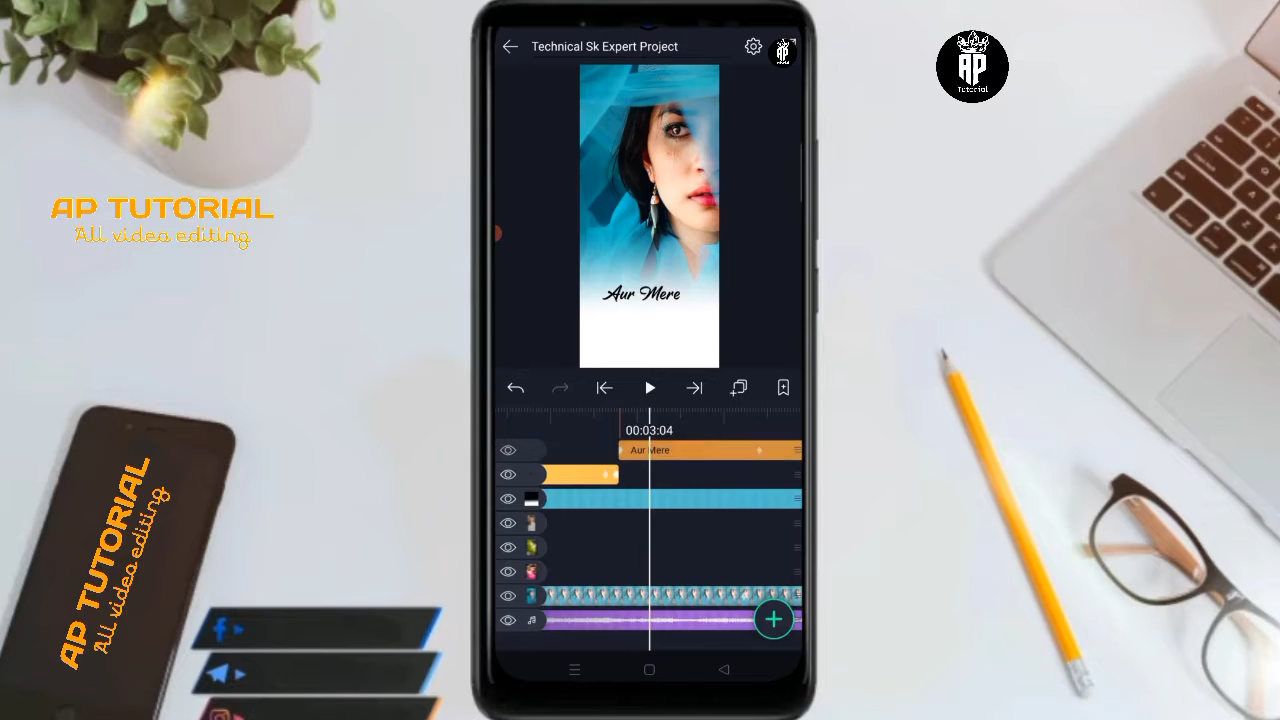 Technical Sk Expert Project
AP
Tutorial
AP TUTORIAL
All video editing
Aur Mere
00:03:04
Aur Mere
AP TUTORIAL
All video editing